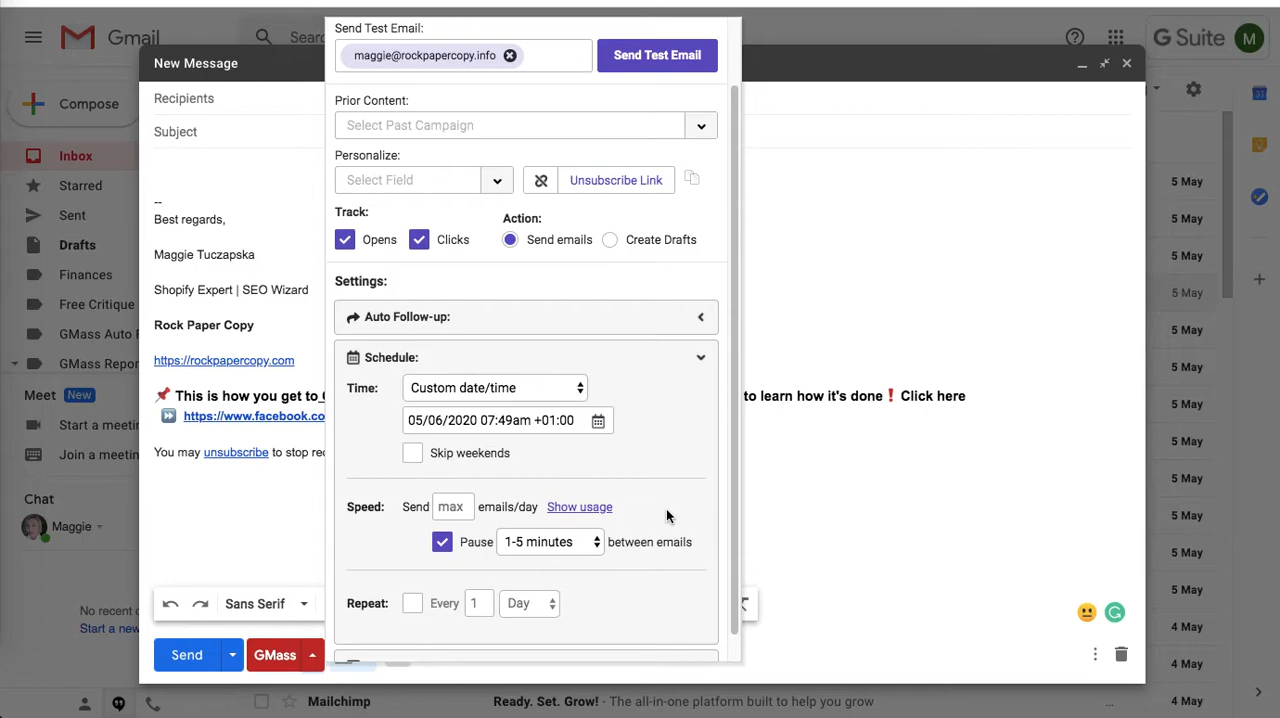 Gmail
Sear
G Suite
M
Compose
Inbox
Starred
Sent
Drafts
Finances
Free Critique
GMass Auto
GMass Repor
Meet New
Start a meeti
Join a meetin
Chat
Maggie
No recent
Start a new
New Message
Recipients
Subject
--
Best regards,
Maggie Tuczapska
Shopify Expert | SEO Wizard
Rock Paper Copy
https://rockpapercopy.com
This is how you get to
to learn how it's done❗ Click here
https://www.facebook.co
You may unsubscribe to stop rec
Sans Serif
Send
GMass
Send Test Email:
maggie@rockpapercopy.info
Send Test Email
Prior Content:
Select Past Campaign
Personalize:
Select Field
Unsubscribe Link
Track:
Action:
Opens Clicks Send emails Create Drafts
Settings:
Auto Follow-up:
Schedule:
Time: Custom date/time
05/06/2020 07:49am +01:00
Skip weekends
Speed: Send max emails/day Show usage
Pause 1-5 minutes between emails
Repeat: Every 1 Day
5 May
5 May
5 May
5 May
5 May
5 May
5 May
5 May
5 May
5 May
4 May
4 May
Mailchimp Ready. Set. Grow! - The all-in-one platform built to help you grow ... 4 May